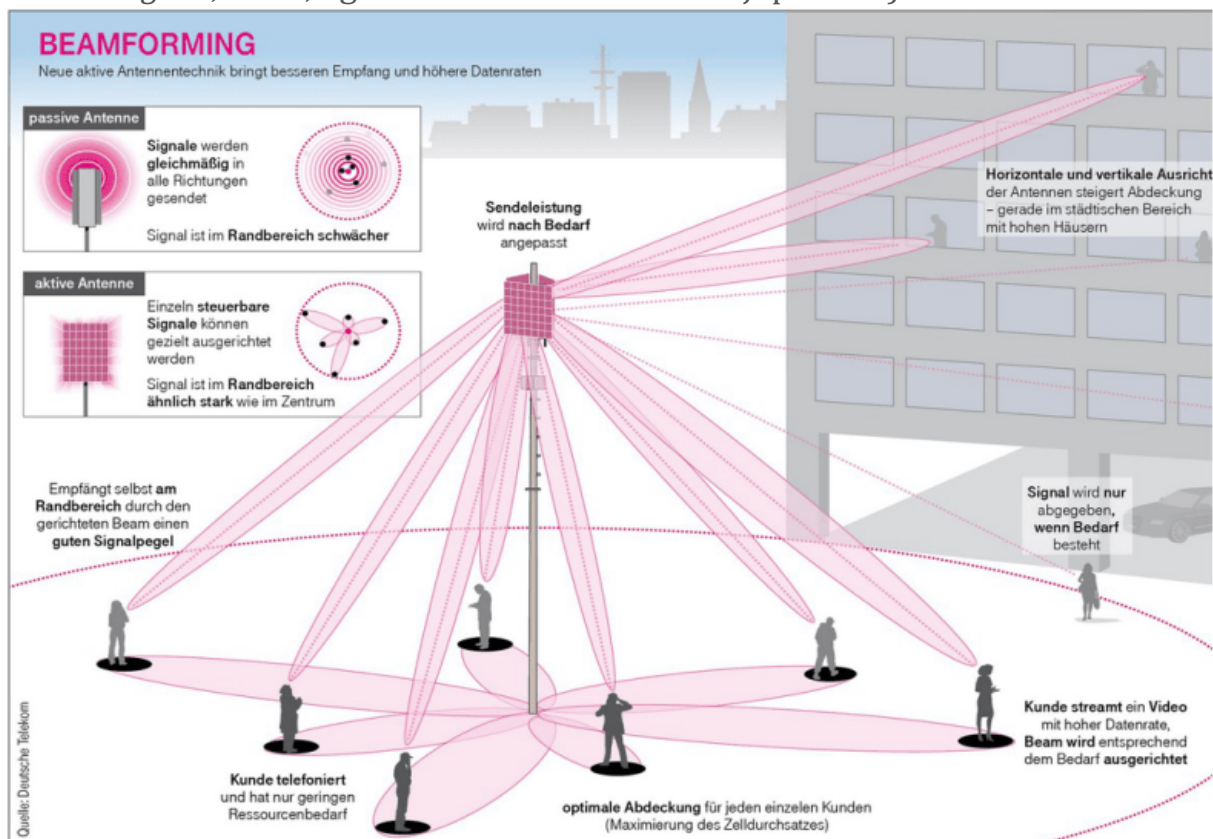 BEAMFORMING
Neue aktive Antennentechnik bringt besseren Empfang und höhere Datenraten
passive Antenne
Signale werden
gleichmäßig in
alle Richtungen
gesendet
Signal ist im Randbereich schwächer
aktive Antenne
Einzeln steuerbare
Signale können
gezielt ausgerichtet
werden
Signal ist im Randbereich
ähnlich stark wie im Zentrum
Sendeleistung
wird nach Bedarf
angepasst
Horizontale und vertikale Ausricht
der Antennen steigert Abdeckung
– gerade im städtischen Bereich
mit hohen Häusern
Empfängt selbst am
Randbereich durch den
gerichteten Beam einen
guten Signalpegel
Signal wird nur
abgegeben,
wenn Bedarf
besteht
Kunde telefoniert
und hat nur geringen
Ressourcenbedarf
optimale Abdeckung für jeden einzelen Kunden
(Maximierung des Zelldurchsatzes)
Kunde streamt ein Video
mit hoher Datenrate,
Beam wird entsprechend
dem Bedarf ausgerichtet
Quelle: Deutsche Telekom